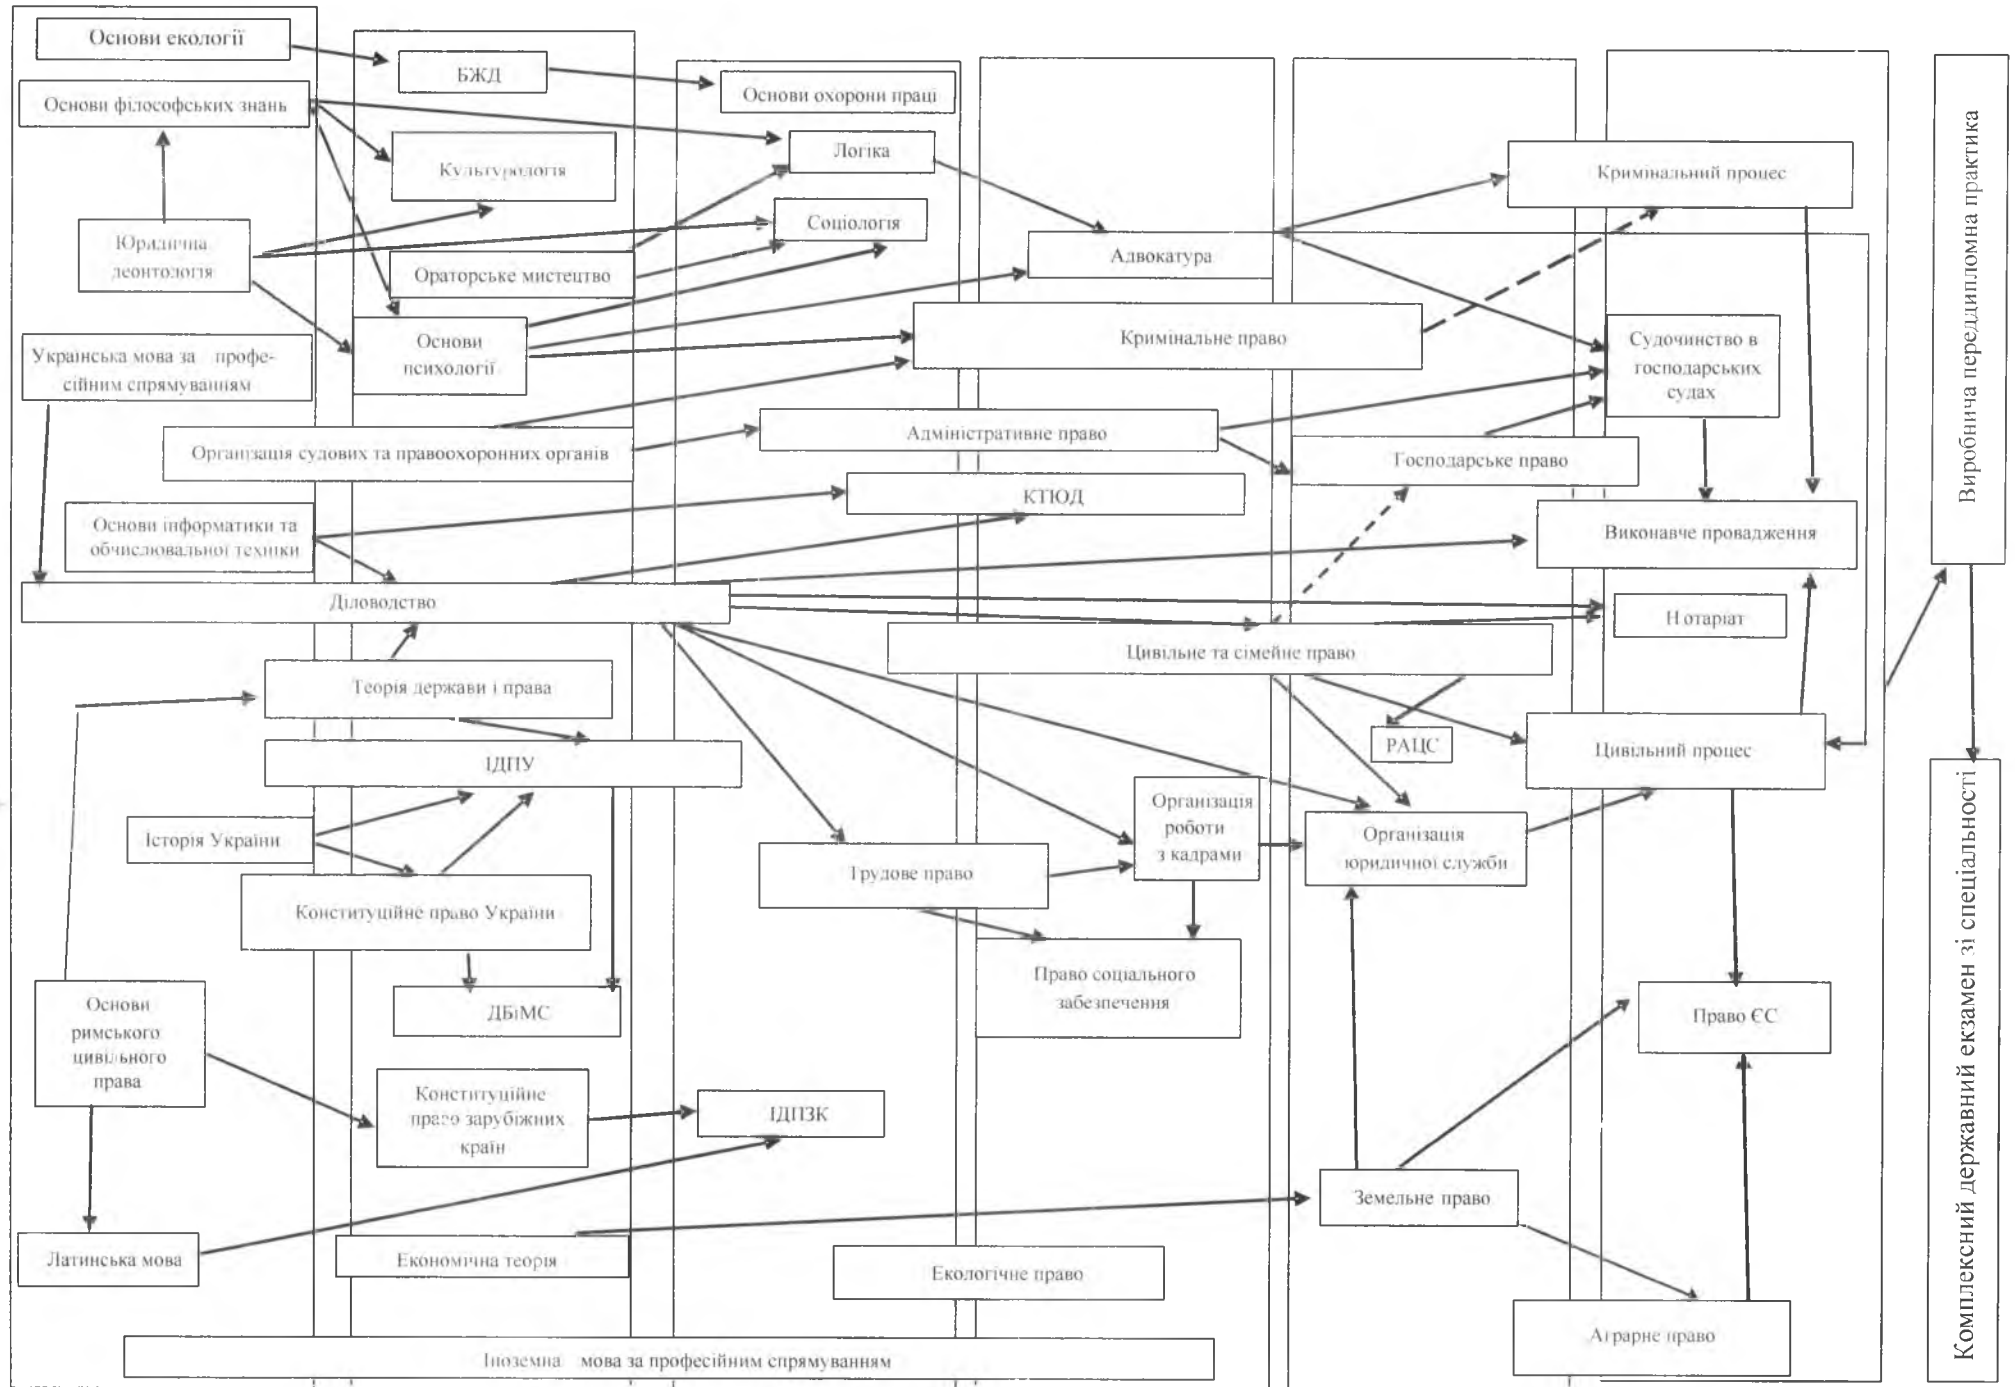 Основи екології
БЖД
Основи охорони праці
Основи філософських знань
Культурологія
Логіка
Кримінальний процес
Юридична
деонтологія
Соціологія
Ораторське мистецтво
Адвокатура
Українська мова за профе-
сійним спрямуванням
Основи
психології
Кримінальне право
Судочинство в
господарських
судах
Організація судових та правоохоронних органів
Адміністративне право
Господарське право
КТЮД
Основи інформатики та
обчислювальної техніки
Виконавче провадження
Діловодство
Нотаріат
Цивільне та сімейне право
Теорія держави і права
ІДПУ
РАЦС
Цивільний процес
Історія України
Організація
роботи
з кадрами
Організація
юридичної служби
Трудове право
Конституційне право України
Право соціального
забезпечення
ДБіМС
Основи
римського
цивільного
права
Право ЄС
Конституційне
право зарубіжних
країн
ІДПЗК
Земельне право
Латинська мова
Економічна теорія
Екологічне право
Аграрне право
Іноземна мова за професійним спрямуванням
Виробнича переддипломна практика
Комплексний державний екзамен зі спеціальності